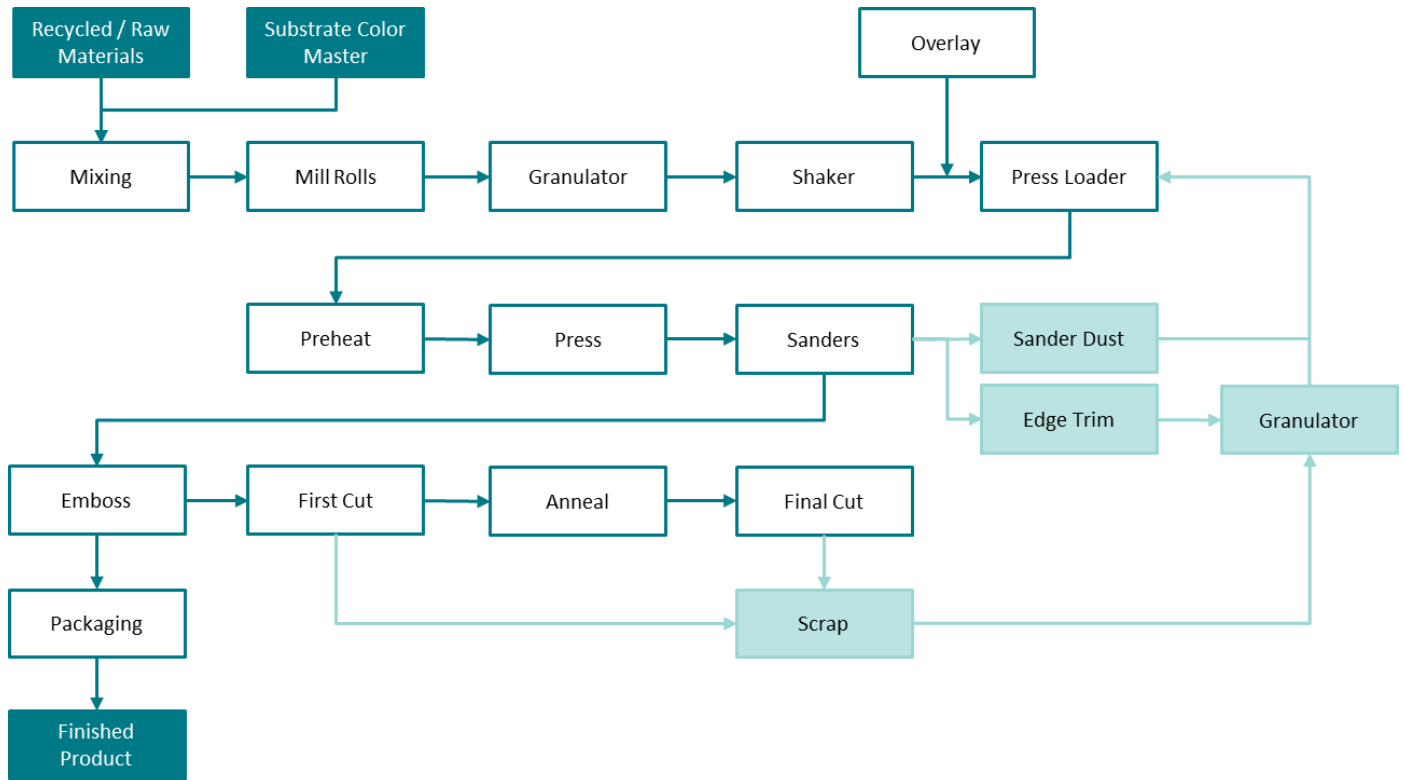 Recycled / Raw
Materials
Substrate Color
Master
Overlay
Mixing
Mill Rolls
Granulator
Shaker
Press Loader
Preheat
Press
Sanders
Sander Dust
Edge Trim
Granulator
Emboss
First Cut
Anneal
Final Cut
Packaging
Scrap
Finished
Product